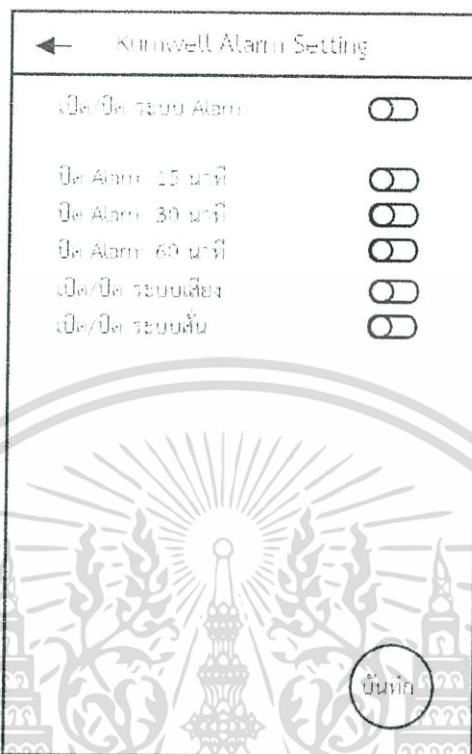 ← Kumwell Alarm Setting
เปิด/ปิด ระบบ Alarm
ปิด Alarm 15 นาที
ปิด Alarm 30 นาที
ปิด Alarm 60 นาที
เปิด/ปิด ระบบเสียง
เปิด/ปิด ระบบสั่น
บันทึก